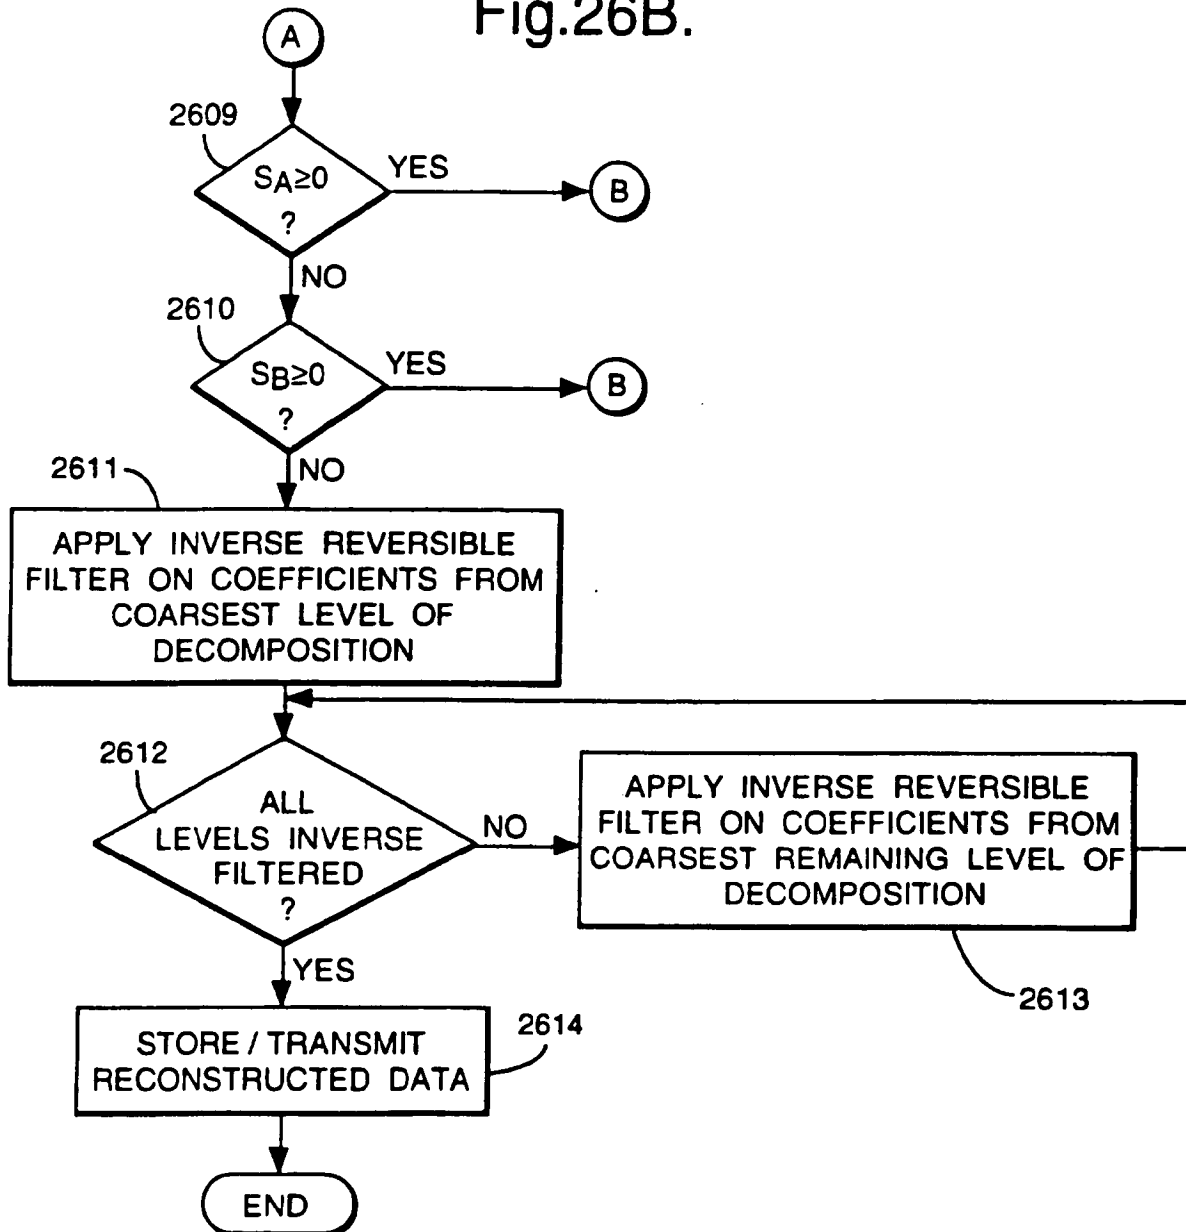 Fig.26B.
A
2609
SA≥0
?
YES
B
NO
2610
SB≥0
?
YES
B
NO
2611
APPLY INVERSE REVERSIBLE
FILTER ON COEFFICIENTS FROM
COARSEST LEVEL OF
DECOMPOSITION
2612
ALL
LEVELS INVERSE
FILTERED
?
NO
APPLY INVERSE REVERSIBLE
FILTER ON COEFFICIENTS FROM
COARSEST REMAINING LEVEL OF
DECOMPOSITION
2613
YES
STORE / TRANSMIT
RECONSTRUCTED DATA
2614
END